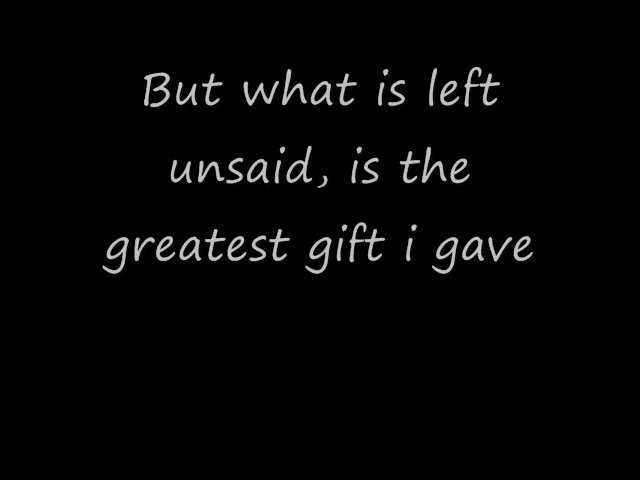 But what is left
unsaid, is the
greatest gift i gave